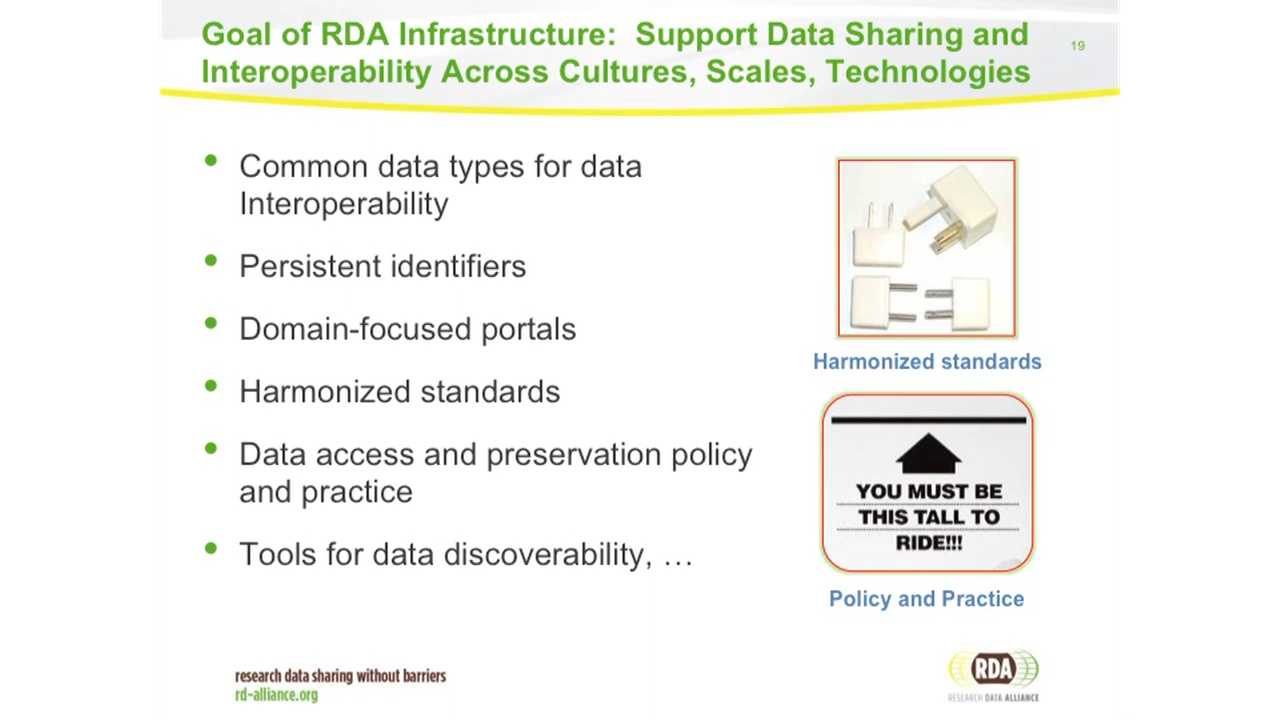 Goal of RDA Infrastructure:  Support Data Sharing and
Interoperability Across Cultures, Scales, Technologies
19
• Common data types for data
Interoperability
• Persistent identifiers
• Domain-focused portals
• Harmonized standards
• Data access and preservation policy
and practice
• Tools for data discoverability, …
Harmonized standards
YOU MUST BE
THIS TALL TO
RIDE!!!
Policy and Practice
research data sharing without barriers
rd-alliance.org
RDA
RESEARCH DATA ALLIANCE